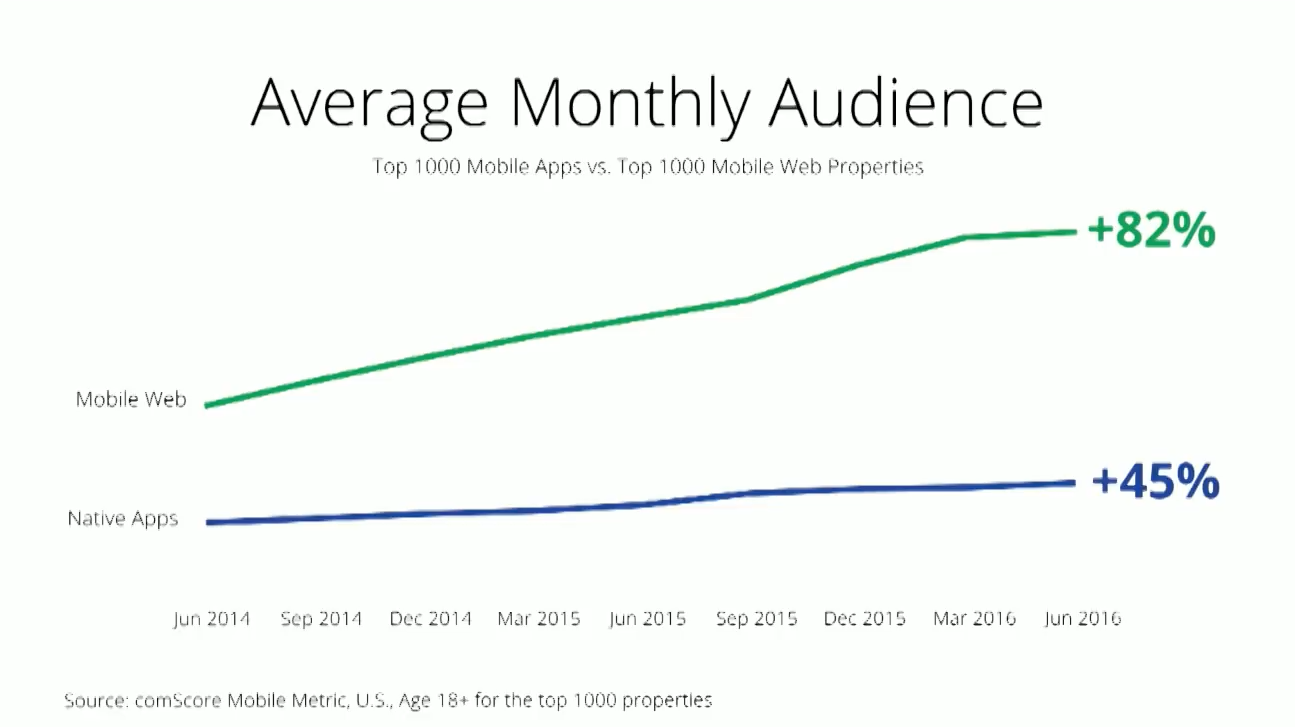 Average Monthly Audience
Top 1000 Mobile Apps vs. Top 1000 Mobile Web Properties
+82%
Mobile Web
+45%
Native Apps
Jun 2014 Sep 2014 Dec 2014 Mar 2015 Jun 2015 Sep 2015 Dec 2015 Mar 2016 Jun 2016
Source: comScore Mobile Metric, U.S., Age 18+ for the top 1000 properties